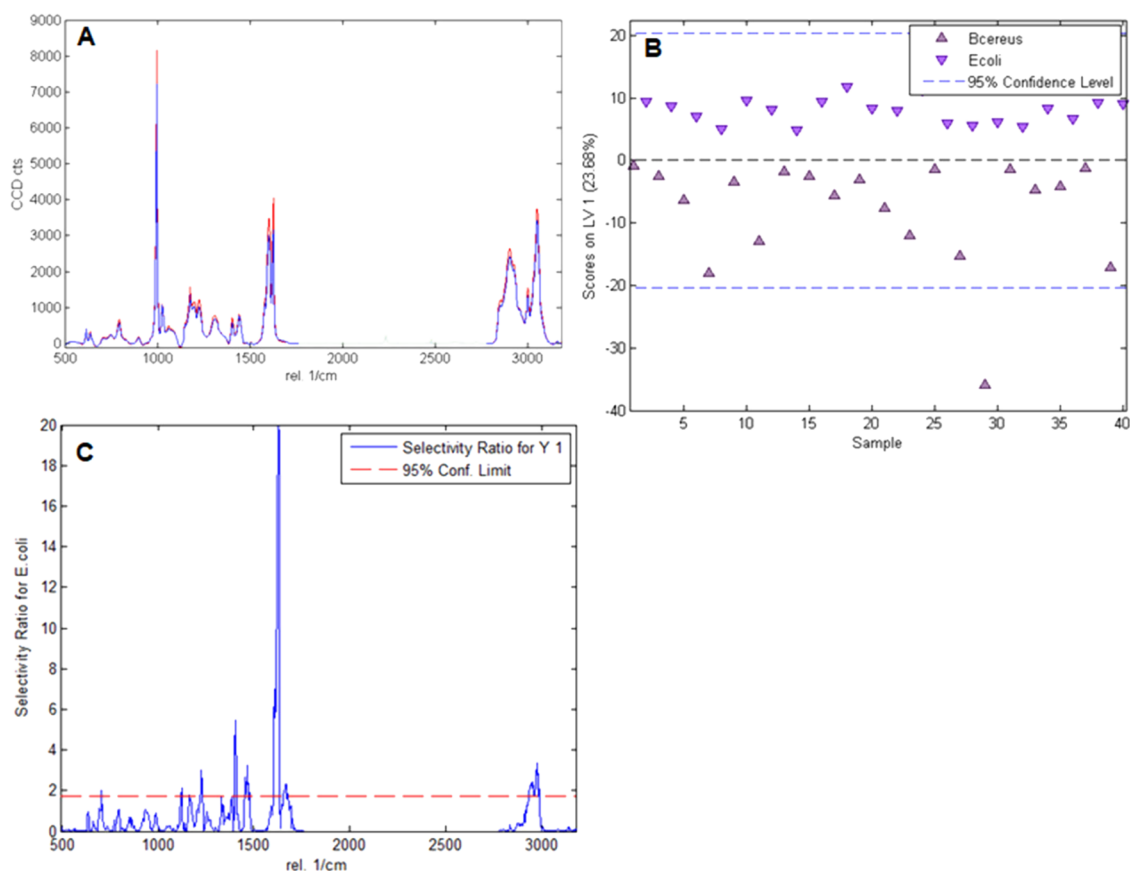 A
9000
8000
7000
6000
5000
4000
3000
2000
1000
0
CCD cts
500 1000 1500 2000 2500 3000
rel. 1/cm
B
20
10
0
-10
-20
-30
-40
Scores on LV 1 (23.68%)
Bcereus
Ecoli
95% Confidence Level
5 10 15 20 25 30 35 40
Sample
C
20
18
16
14
12
10
8
6
4
2
0
Selectivity Ratio for E.coli
Selectivity Ratio for Y 1
95% Conf. Limit
500 1000 1500 2000 2500 3000
rel. 1/cm